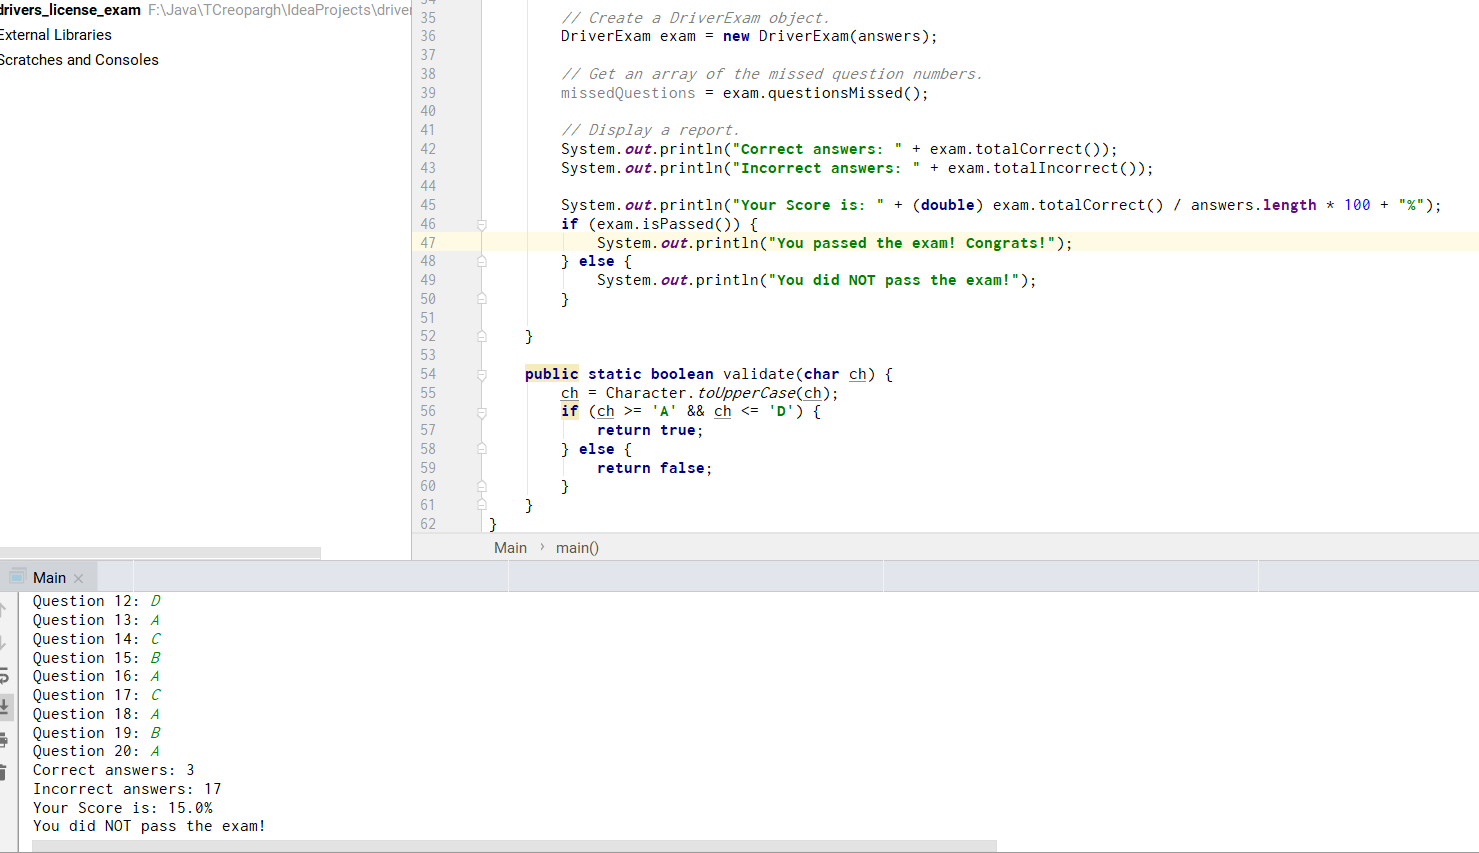 drivers_license_exam F:\Java\TCreopargh\IdeaProjects\driver
External Libraries
Scratches and Consoles
34
35 // Create a DriverExam object.
36 DriverExam exam = new DriverExam(answers);
37
38 // Get an array of the missed question numbers.
39 missedQuestions = exam.questionsMissed();
40
41 // Display a report.
42 System.out.println("Correct answers: " + exam.totalCorrect());
43 System.out.println("Incorrect answers: " + exam.totalIncorrect());
44
45 System.out.println("Your Score is: " + (double) exam.totalCorrect() / answers.length * 100 + "%");
46 if (exam.isPassed()) {
47 System.out.println("You passed the exam! Congrats!");
48 } else {
49 System.out.println("You did NOT pass the exam!");
50 }
51
52 }
53
54 public static boolean validate(char ch) {
55 ch = Character.toUpperCase(ch);
56 if (ch >= 'A' && ch <= 'D') {
57 return true;
58 } else {
59 return false;
60 }
61 }
62 }
Main › main()
Main ×
Question 12: D
Question 13: A
Question 14: C
Question 15: B
Question 16: A
Question 17: C
Question 18: A
Question 19: B
Question 20: A
Correct answers: 3
Incorrect answers: 17
Your Score is: 15.0%
You did NOT pass the exam!